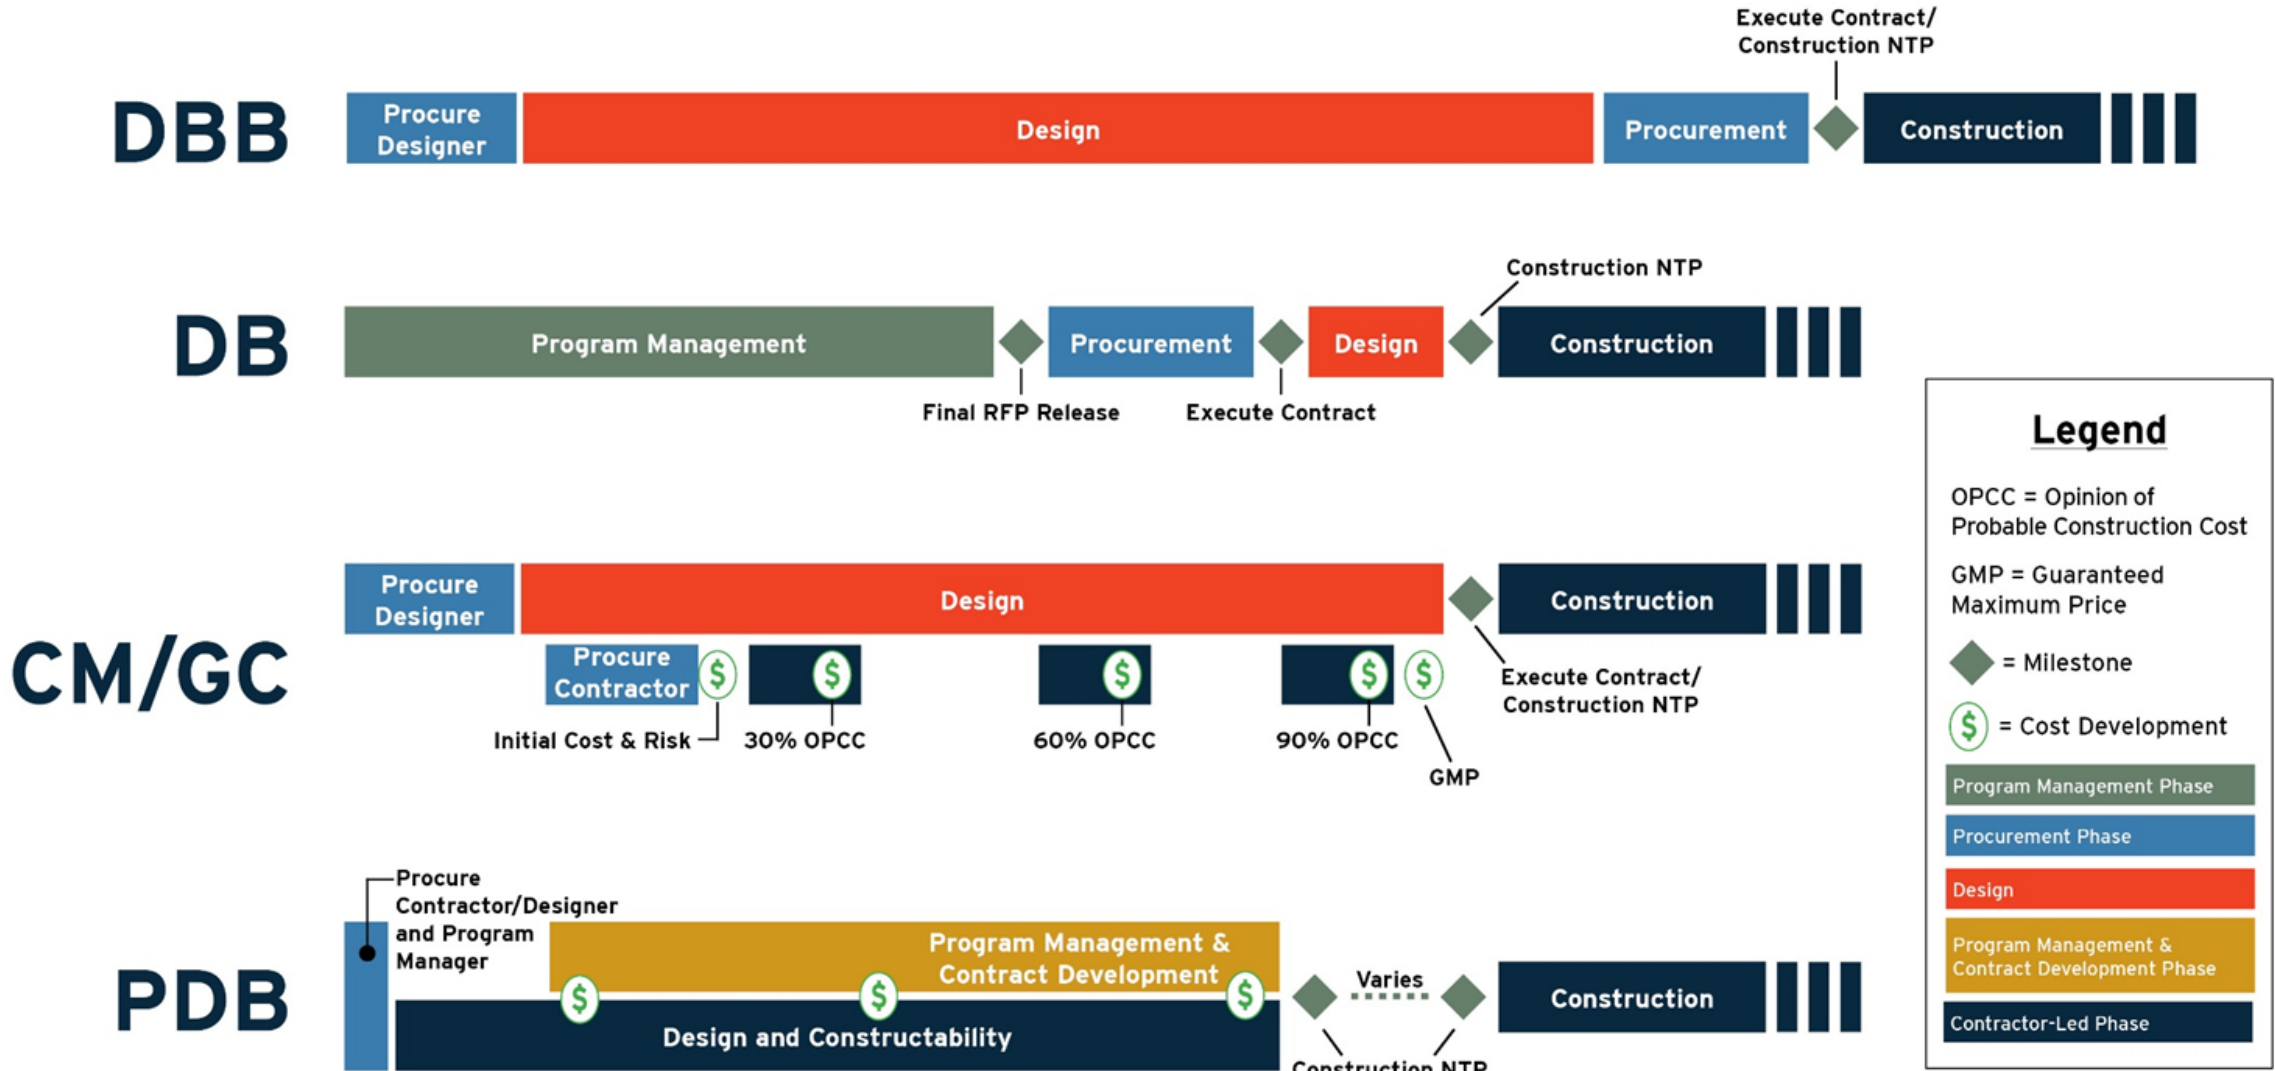 Execute Contract/
Construction NTP
DBB
Procure
Designer
Design
Procurement
Construction
Construction NTP
DB
Program Management
Procurement
Design
Construction
Final RFP Release
Execute Contract
CM/GC
Procure
Designer
Design
Construction
Procure
Contractor
$
$
$
$
$
Initial Cost & Risk
30% OPCC
60% OPCC
90% OPCC
GMP
Execute Contract/
Construction NTP
PDB
Procure
Contractor/Designer
and Program
Manager
Program Management &
Contract Development
$
$
$
Design and Constructability
Varies
Construction
Construction NTP
Legend
OPCC = Opinion of
Probable Construction Cost
GMP = Guaranteed
Maximum Price
= Milestone
$ = Cost Development
Program Management Phase
Procurement Phase
Design
Program Management &
Contract Development Phase
Contractor-Led Phase